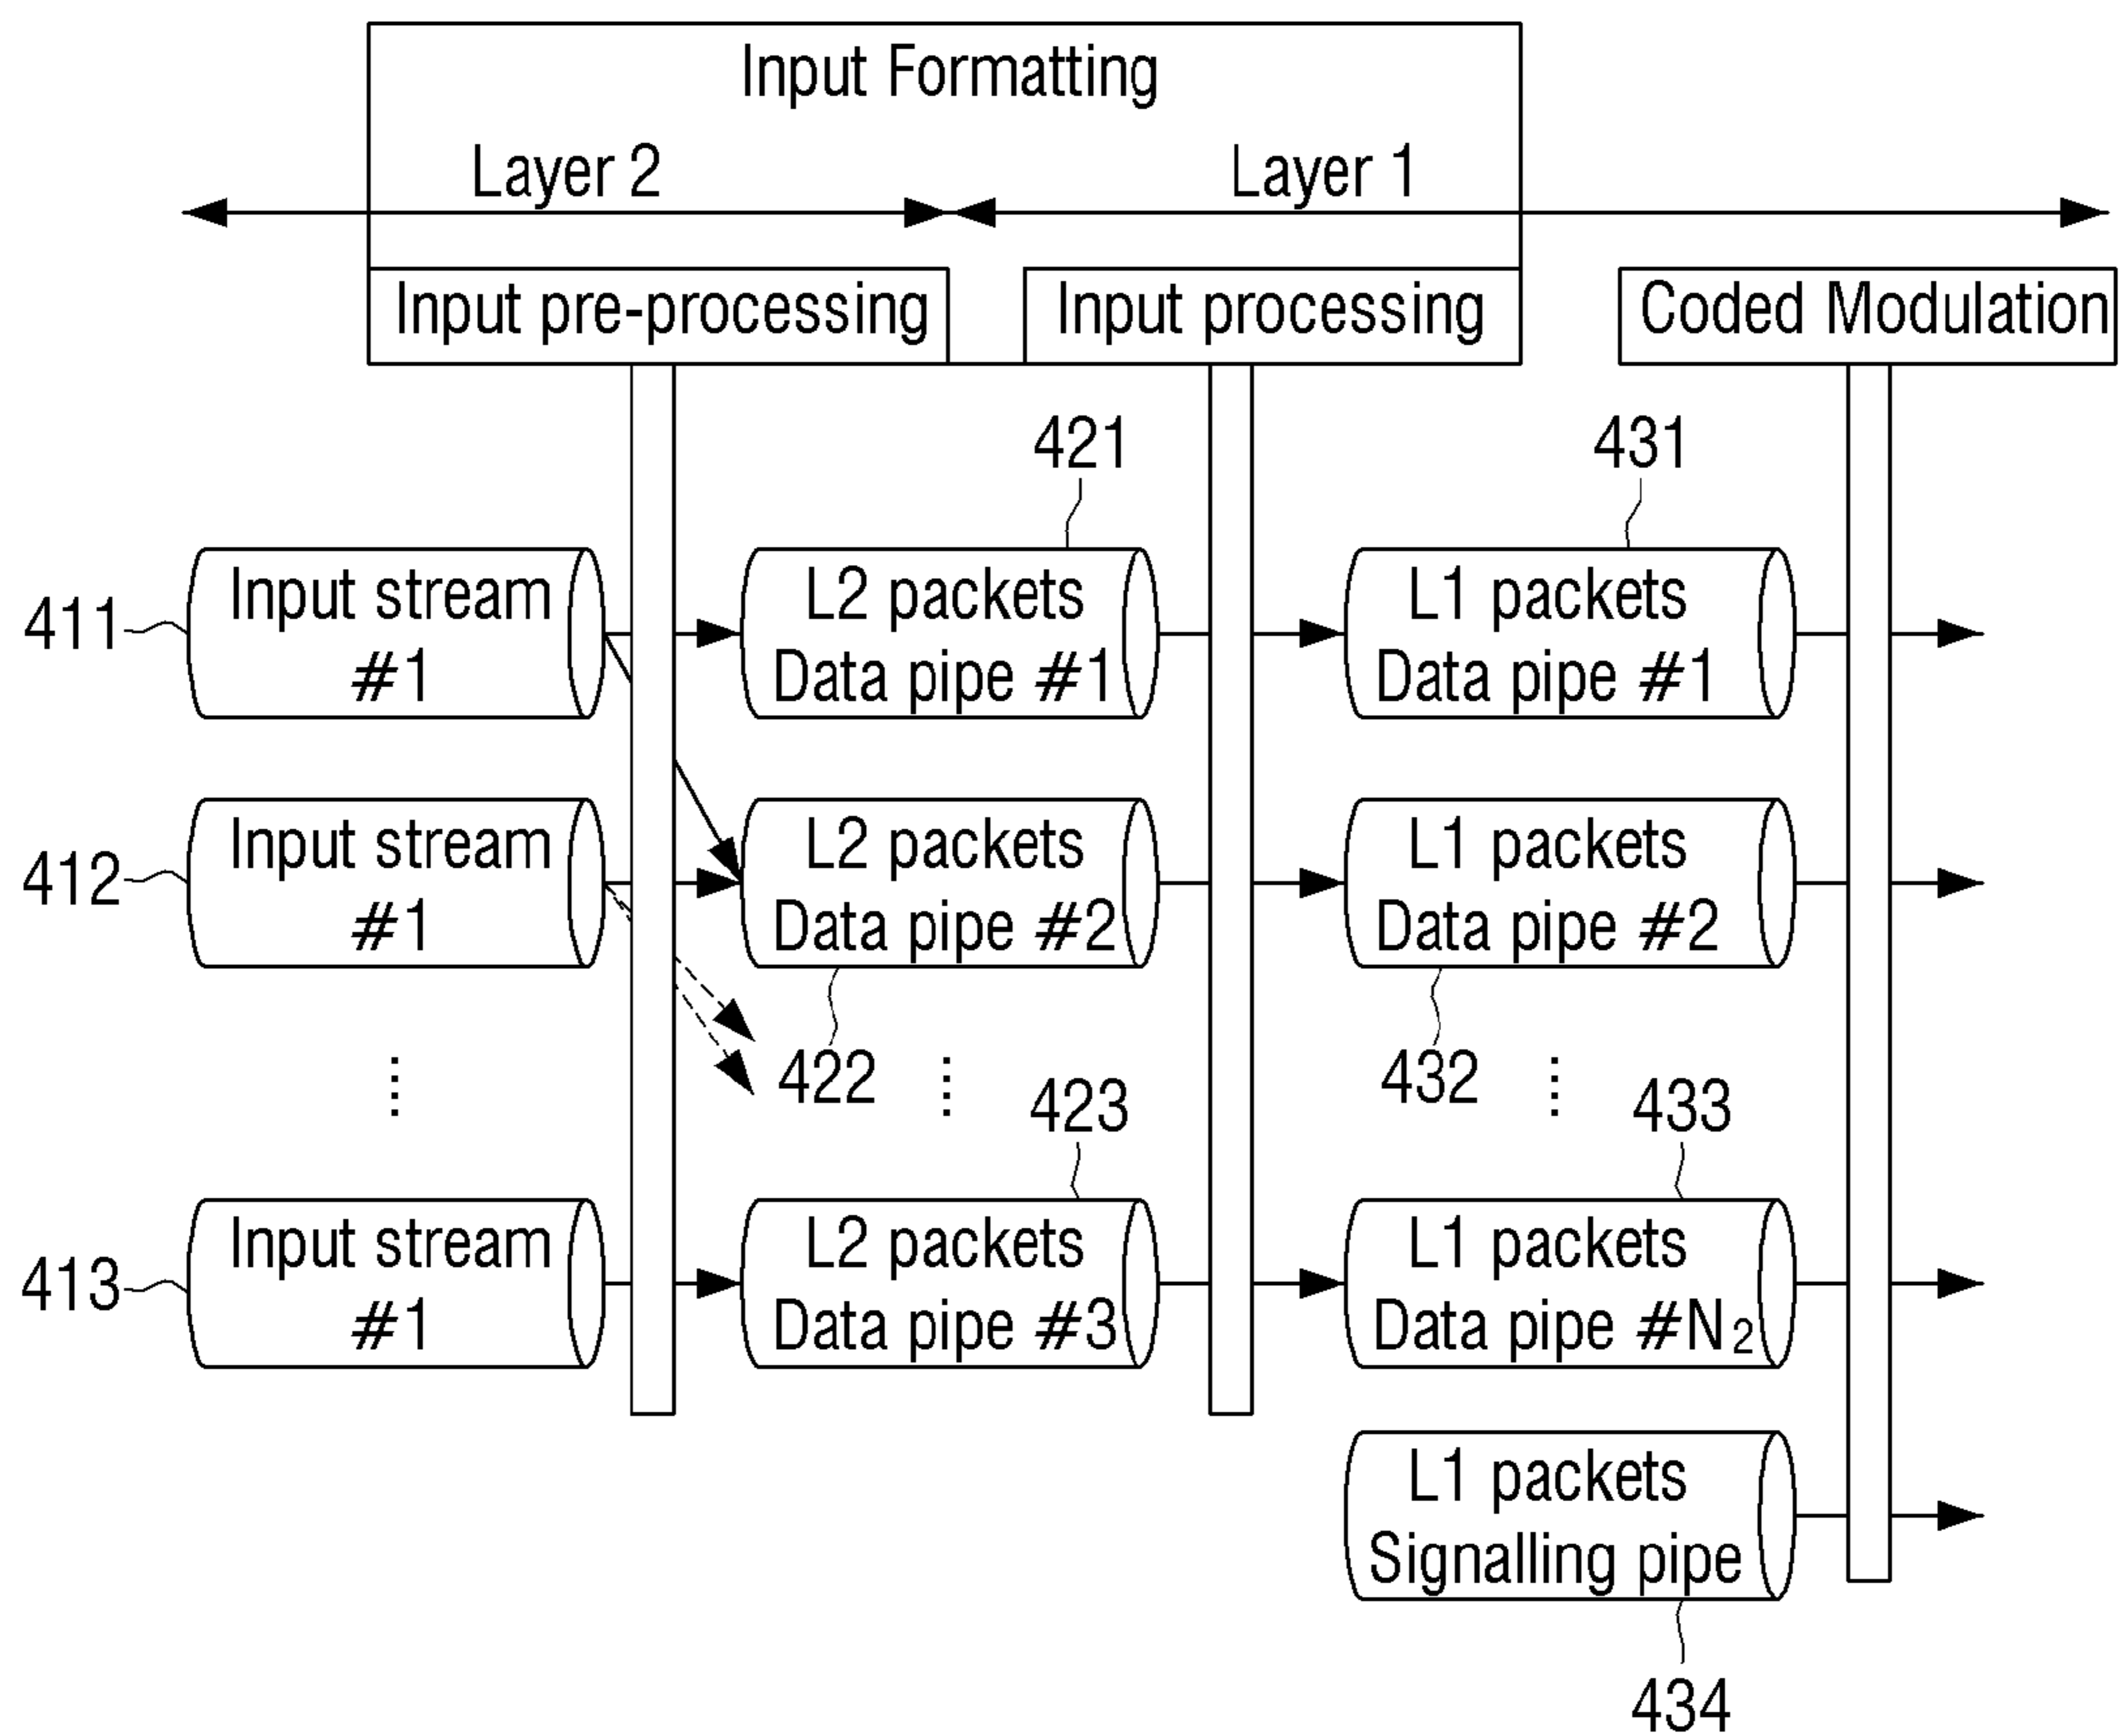 Input Formatting
Layer 2
Layer 1
Input pre-processing
Input processing
Coded Modulation
421
431
411
Input stream
#1
L2 packets
Data pipe #1
L1 packets
Data pipe #1
412
Input stream
#1
L2 packets
Data pipe #2
L1 packets
Data pipe #2
422
432
423
433
413
Input stream
#1
L2 packets
Data pipe #3
L1 packets
Data pipe #N2
L1 packets
Signalling pipe
434